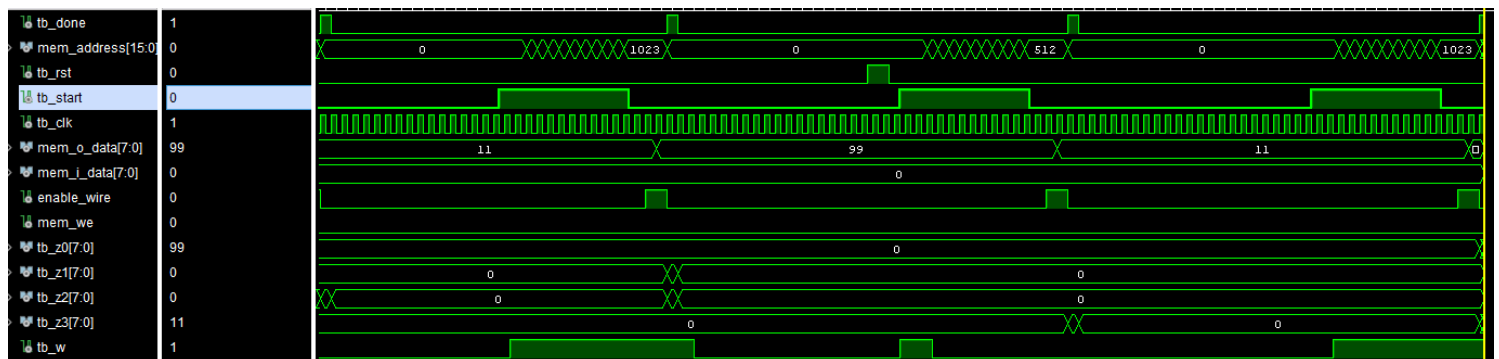 tb_done 1
mem_address[15:0] 0 0 1023 0 512 0 1023
tb_rst 0
tb_start 0
tb_clk 1
mem_o_data[7:0] 99 11 99 11
mem_i_data[7:0] 0 0
enable_wire 0
mem_we 0
tb_z0[7:0] 99 0
tb_z1[7:0] 0 0 0
tb_z2[7:0] 0 0 0
tb_z3[7:0] 11 0 0
tb_w 1